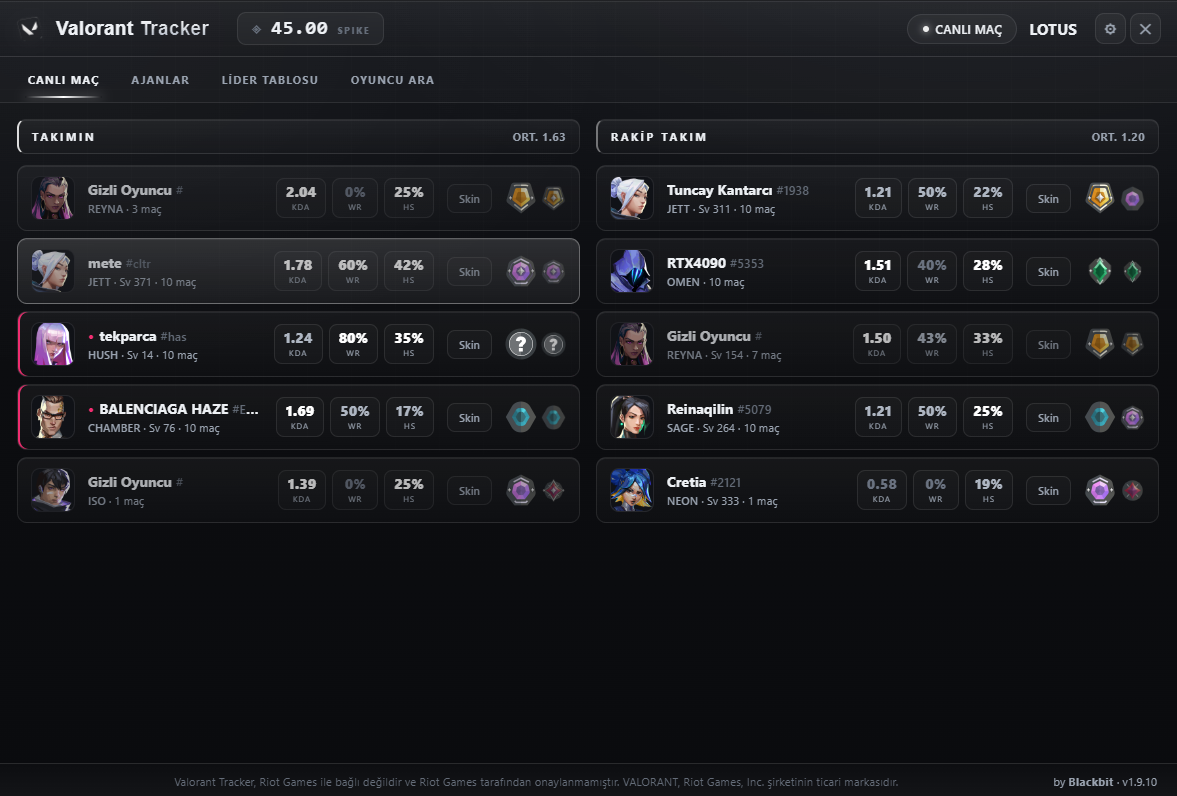 Valorant Tracker
45.00 SPIKE
CANLI MAÇ
LOTUS
CANLI MAÇ AJANLAR LİDER TABLOSU OYUNCU ARA
TAKIMIN ORT. 1.63
Gizli Oyuncu # 2.04 0% 25% Skin
REYNA · 3 maç KDA WR HS
mete #cltr 1.78 60% 42% Skin
JETT · Sv 371 · 10 maç KDA WR HS
• tekparca #has 1.24 80% 35% Skin ? ?
HUSH · Sv 14 · 10 maç KDA WR HS
• BALENCIAGA HAZE #E... 1.69 50% 17% Skin
CHAMBER · Sv 76 · 10 maç KDA WR HS
Gizli Oyuncu # 1.39 0% 25% Skin
ISO · 1 maç KDA WR HS
RAKİP TAKIM ORT. 1.20
Tuncay Kantarcı #1938 1.21 50% 22% Skin
JETT · Sv 311 · 10 maç KDA WR HS
RTX4090 #5353 1.51 40% 28% Skin
OMEN · 10 maç KDA WR HS
Gizli Oyuncu # 1.50 43% 33% Skin
REYNA · Sv 154 · 7 maç KDA WR HS
Reinaqilin #5079 1.21 50% 25% Skin
SAGE · Sv 264 · 10 maç KDA WR HS
Cretia #2121 0.58 0% 19% Skin
NEON · Sv 333 · 1 maç KDA WR HS
Valorant Tracker, Riot Games ile bağlı değildir ve Riot Games tarafından onaylanmamıştır. VALORANT, Riot Games, Inc. şirketinin ticari markasıdır.
by Blackbit · v1.9.10